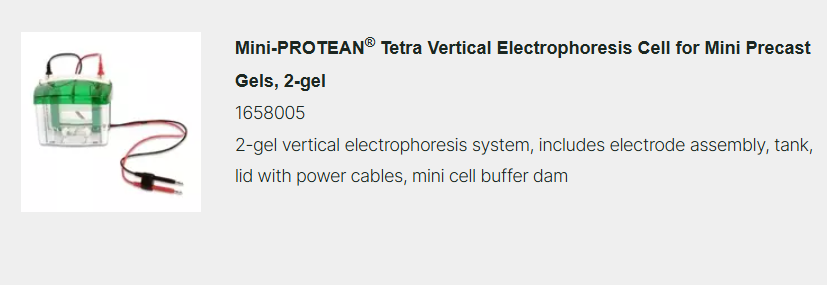 Mini-PROTEAN® Tetra Vertical Electrophoresis Cell for Mini Precast
Gels, 2-gel
1658005
2-gel vertical electrophoresis system, includes electrode assembly, tank,
lid with power cables, mini cell buffer dam